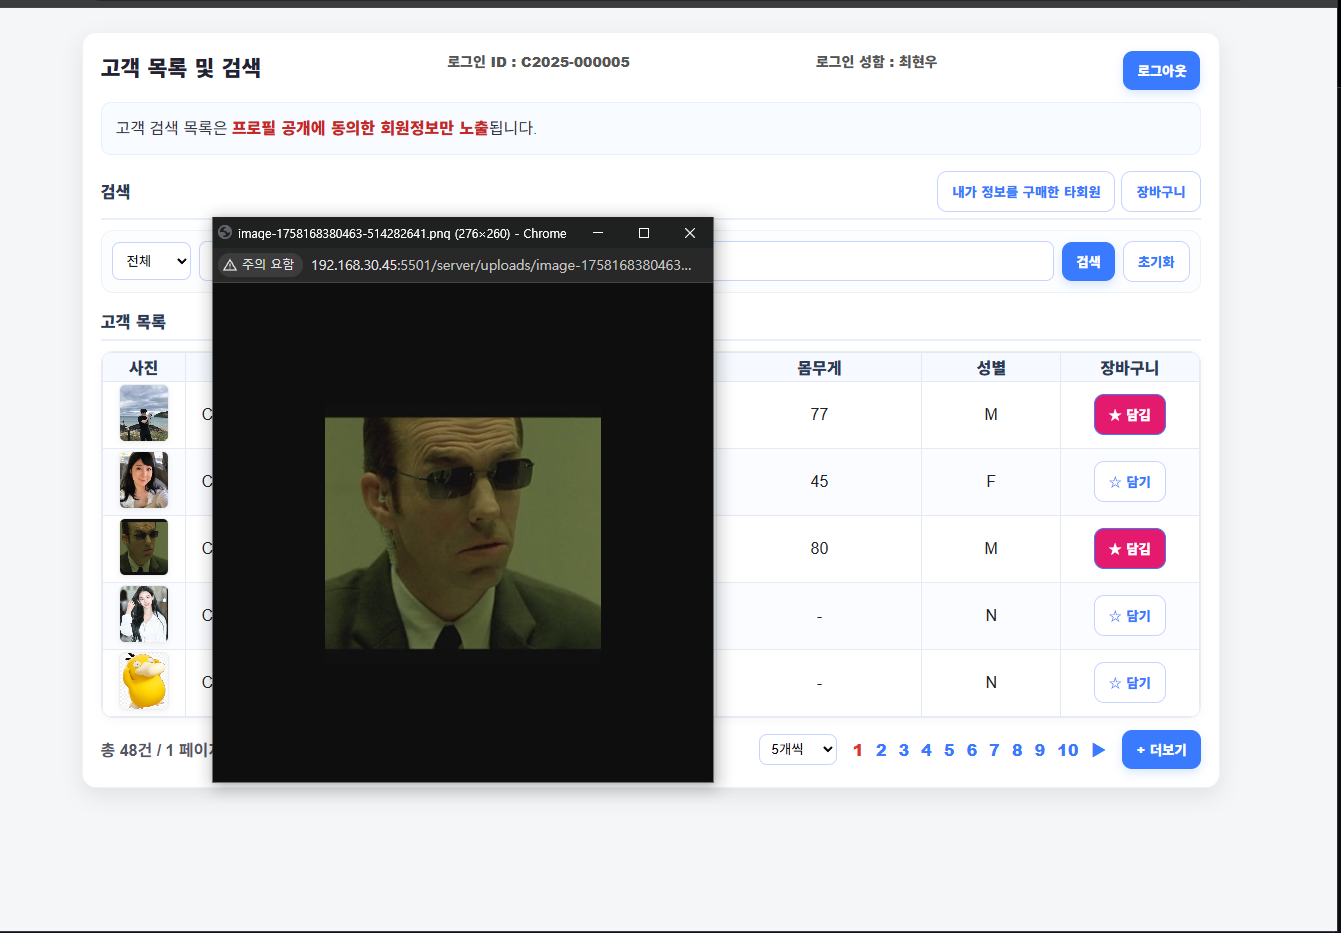 고객 목록 및 검색
로그인 ID : C2025-000005
로그인 성함 : 최현우
로그아웃
고객 검색 목록은 프로필 공개에 동의한 회원정보만 노출됩니다.
검색
내가 정보를 구매한 타회원
장바구니
image-1758168380463-514282641.png (276×260) - Chrome
주의 요함
192.168.30.45:5501/server/uploads/image-1758168380463...
전체
검색
초기화
고객 목록
사진 몸무게 성별 장바구니
C 77 M ★ 담김
C 45 F ☆ 담기
C 80 M ★ 담김
C - N ☆ 담기
C - N ☆ 담기
총 48건 / 1 페이지
5개씩
1 2 3 4 5 6 7 8 9 10 ▶
+ 더보기